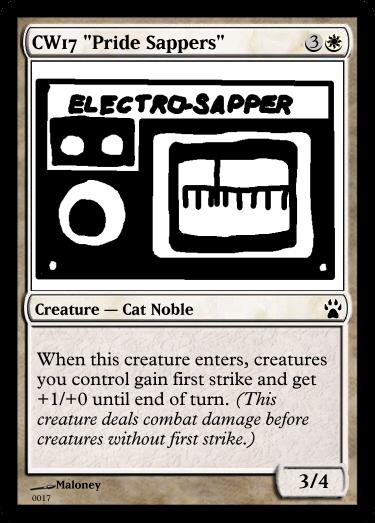 CW17 "Pride Sappers" 3
ELECTRO-SAPPER
Creature — Cat Noble
When this creature enters, creatures
you control gain first strike and get
+1/+0 until end of turn. (This
creature deals combat damage before
creatures without first strike.)
3/4
Maloney
0017